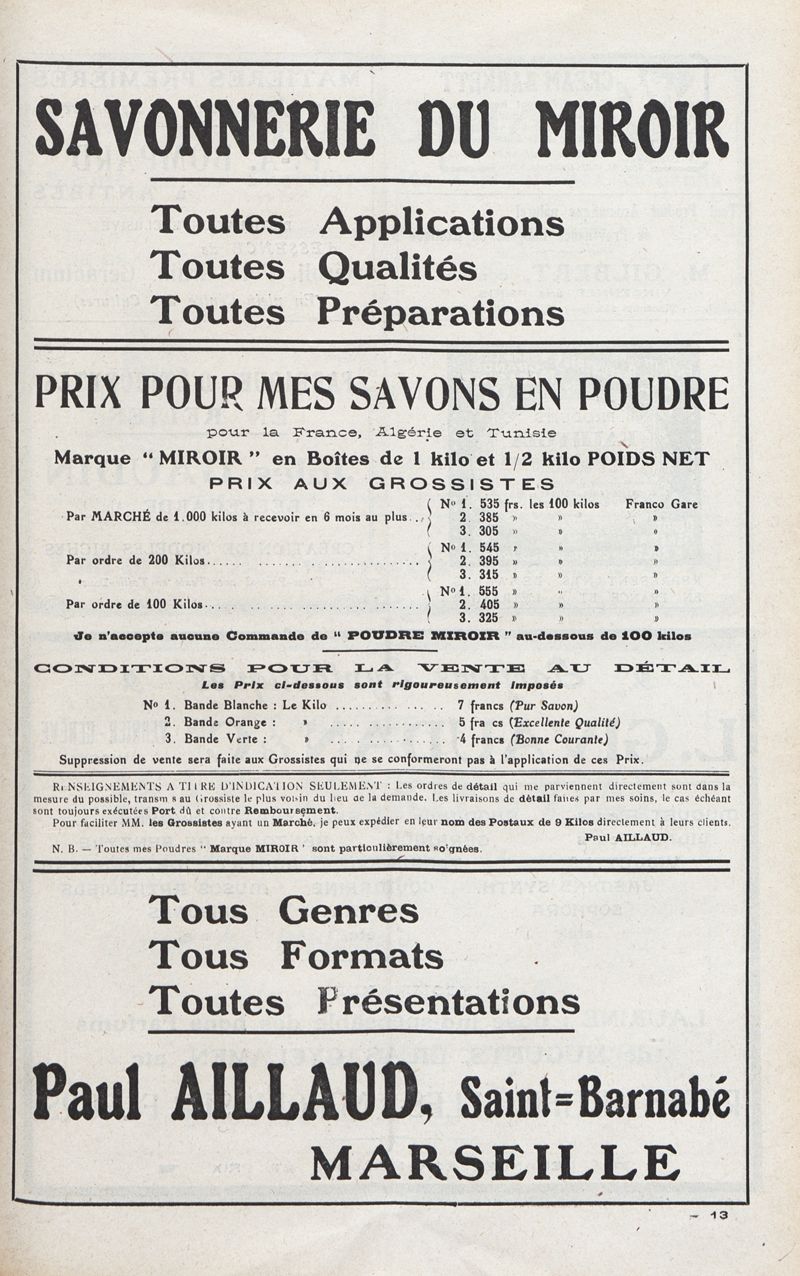 SAVONNERIE DU MIROIR
Toutes Applications
Toutes Qualités
Toutes Préparations
PRIX POUR MES SAVONS EN POUDRE
pour la France, Algérie et Tunisie
Marque “ MIROIR ” en Boîtes de 1 kilo et 1/2 kilo POIDS NET
PRIX AUX GROSSISTES
Par MARCHÉ de 1.000 kilos à recevoir en 6 mois au plus... { No 1. 535 frs. les 100 kilos Franco Gare
2. 385 » » »
3. 305 » » »
Par ordre de 200 Kilos........ { No 1. 545 » » »
2. 395 » » »
3. 315 » » »
Par ordre de 100 Kilos........ { No 1. 555 » » »
2. 405 » » »
3. 325 » » »
Je n'accepte aucune Commande de “ POUDRE MIROIR ” au-dessous de 100 kilos
CONDITIONS POUR LA VENTE AU DÉTAIL
Les Prix ci-dessous sont rigoureusement imposés
No 1. Bande Blanche : Le Kilo ................ 7 francs (Pur Savon)
2. Bande Orange : » ................ 5 fra cs (Excellente Qualité)
3. Bande Verte : » ................ 4 francs (Bonne Courante)
Suppression de vente sera faite aux Grossistes qui ne se conformeront pas à l'application de ces Prix.
RENSEIGNEMENTS A TITRE D'INDICATION SEULEMENT : Les ordres de détail qui me parviennent directement sont dans la
mesure du possible, transm s au Grossiste le plus voisin du lieu de la demande. Les livraisons de détail faites par mes soins, le cas échéant
sont toujours exécutées Port dû et contre Remboursement.
Pour faciliter MM. les Grossistes ayant un Marché, je peux expédier en leur nom des Postaux de 9 Kilos directement à leurs clients.
Paul AILLAUD.
N. B. — Toutes mes Poudres “ Marque MIROIR ' sont particulièrement soignées.
Tous Genres
Tous Formats
Toutes Présentations
Paul AILLAUD, Saint=Barnabé
MARSEILLE
– 13